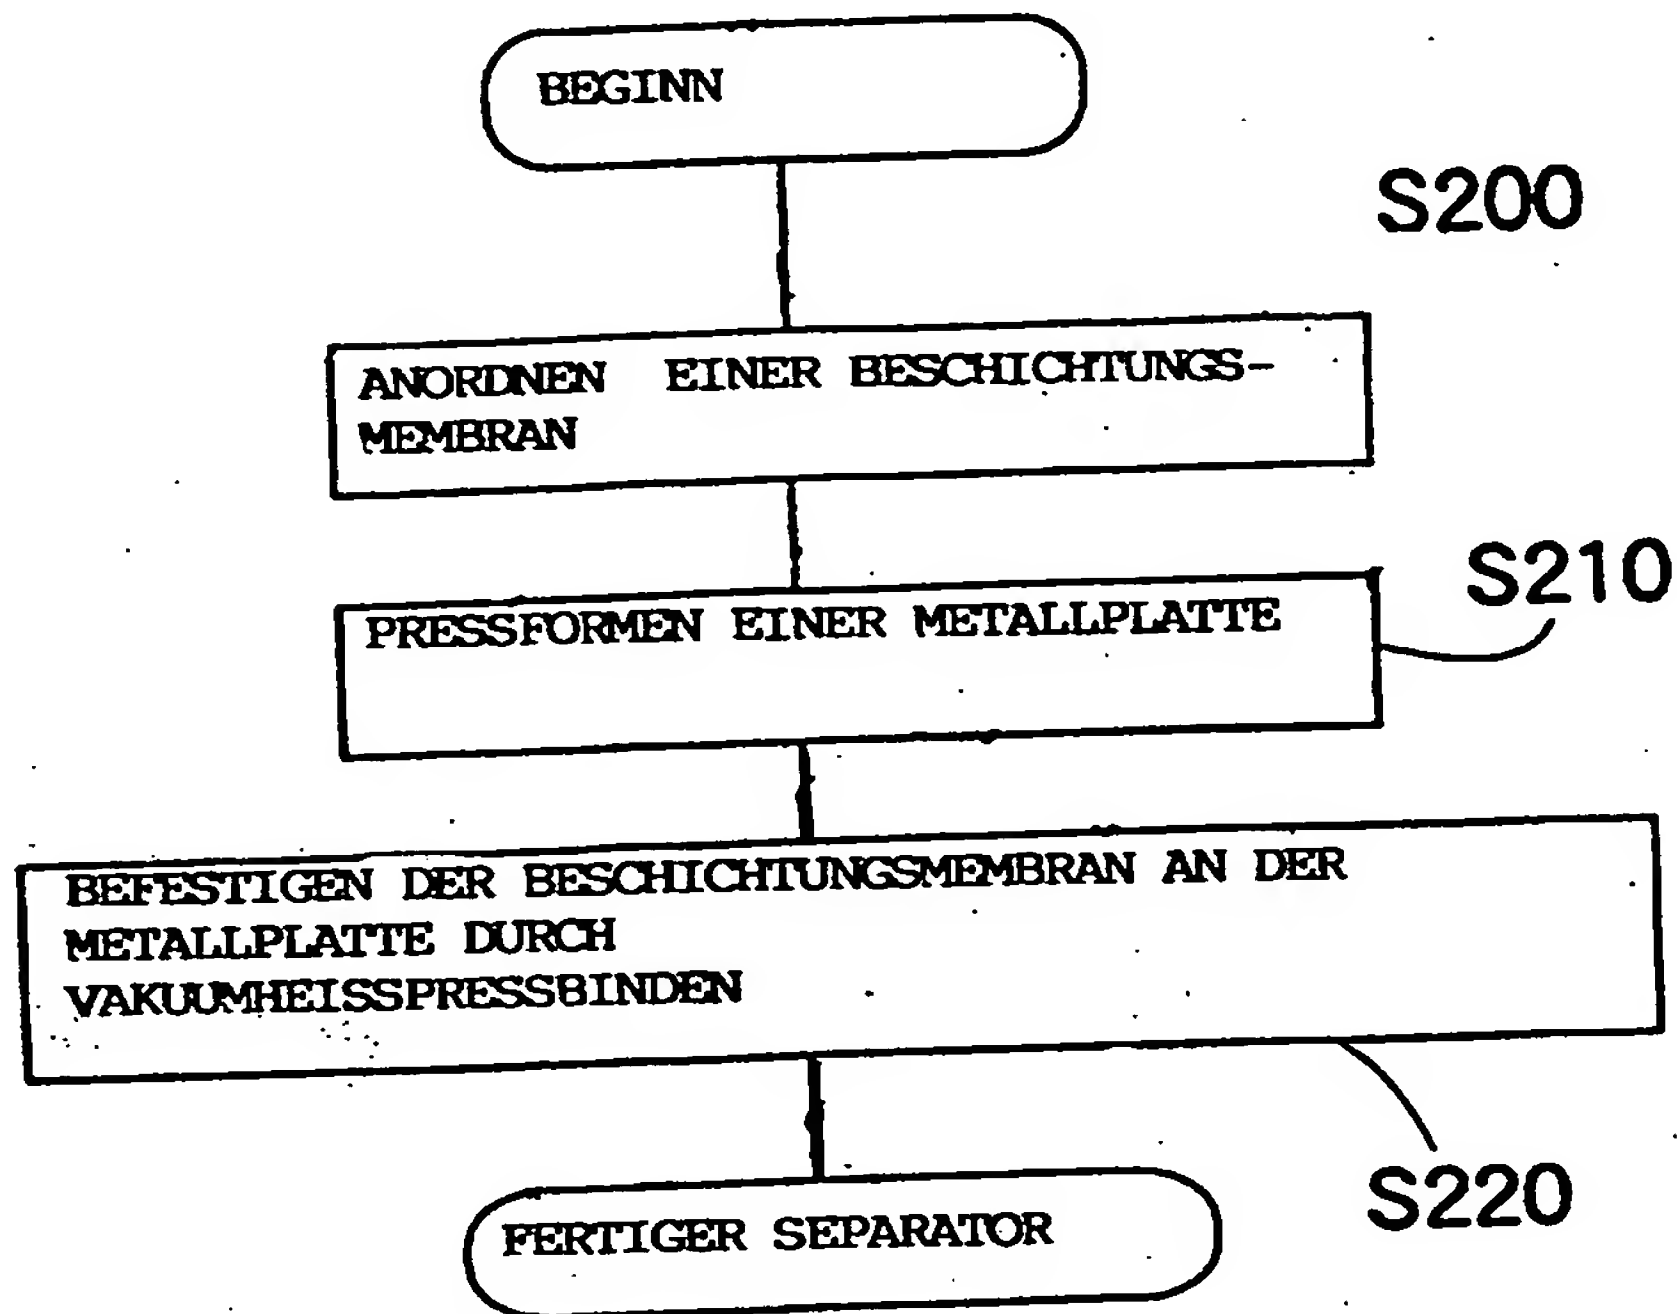 BEGINN
S200
ANORDNEN EINER BESCHICHTUNGS-
MEMBRAN
S210
PRESSFORMEN EINER METALLPLATTE
BEFESTIGEN DER BESCHICHTUNGSMEMBRAN AN DER
METALLPLATTE DURCH
VAKUUMHEISSPRESSBINDEN
S220
FERTIGER SEPARATOR